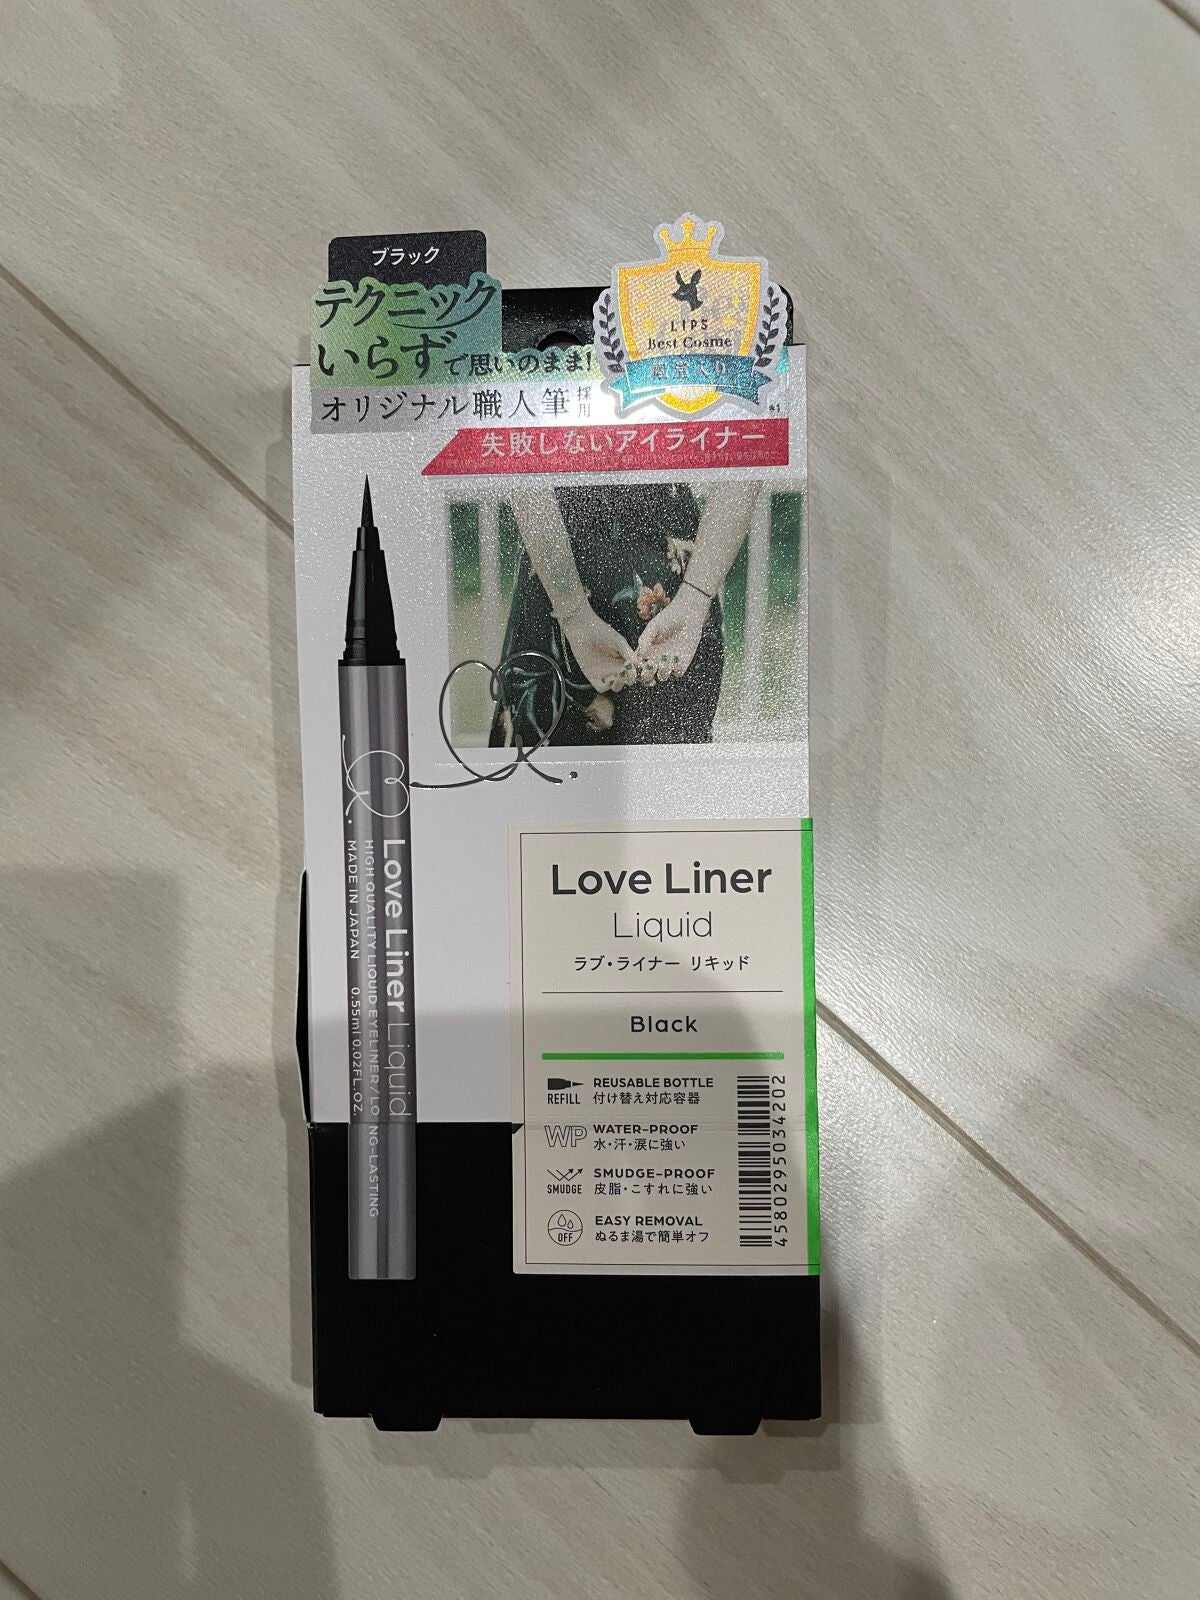 ブラック
テクニック
いらずで思いのまま!
オリジナル職人筆採用
LIPS
Best Cosme
殿堂入り
*1
失敗しないアイライナー
Love Liner Liquid
HIGH QUALITY LIQUID EYELINER/LONG-LASTING
MADE IN JAPAN 0.55ml 0.02FL.OZ.
Love Liner
Liquid
ラブ・ライナー リキッド
Black
REFILL
REUSABLE BOTTLE
付け替え対応容器
WP
WATER-PROOF
水・汗・涙に強い
SMUDGE
SMUDGE-PROOF
皮脂・こすれに強い
OFF
EASY REMOVAL
ぬるま湯で簡単オフ
4580295034202